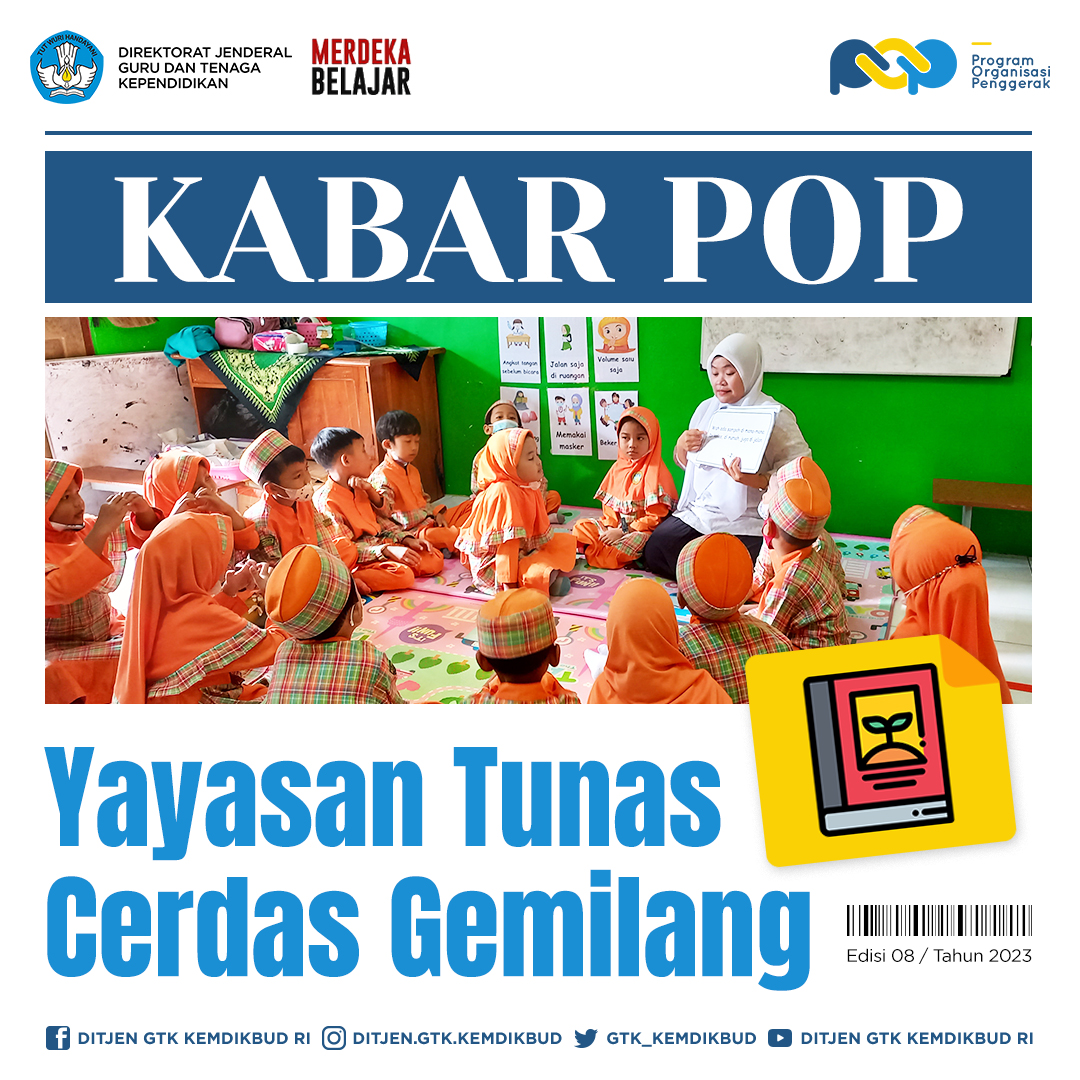 TUT WURI HANDAYANI
DIREKTORAT JENDERAL
GURU DAN TENAGA
KEPENDIDIKAN
MERDEKA
BELAJAR
pop
Program
Organisasi
Penggerak
KABAR POP
Angkat tangan
sebelum bicara
Jalan saja
di ruangan
Volume satu
saja
Memakai
masker
Yayasan Tunas
Cerdas Gemilang
Edisi 08 / Tahun 2023
DITJEN GTK KEMDIKBUD RI
DITJEN.GTK.KEMDIKBUD
GTK_KEMDIKBUD
DITJEN GTK KEMDIKBUD RI